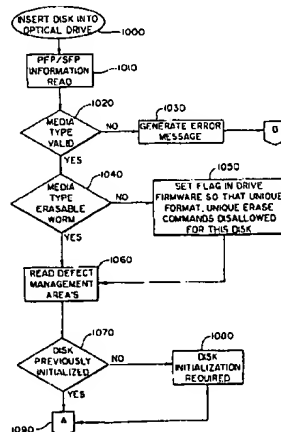 INSERT DISK INTO
OPTICAL DRIVE
1000
PFP/SFP
INFORMATION
READ
1010
1020
MEDIA
TYPE
VALID
NO
1030
GENERATE ERROR
MESSAGE
D
YES
1040
MEDIA
TYPE
ERASABLE
WORM
NO
1050
SET FLAG IN DRIVE
FIRMWARE SO THAT UNIQUE
FORMAT, UNIQUE ERASE
COMMANDS DISALLOWED
FOR THIS DISK
YES
1060
READ DEFECT
MANAGEMENT
AREA'S
1070
DISK
PREVIOUSLY
INITIALIZED
NO
1080
DISK
INITIALIZATION
REQUIRED
YES
1090
A